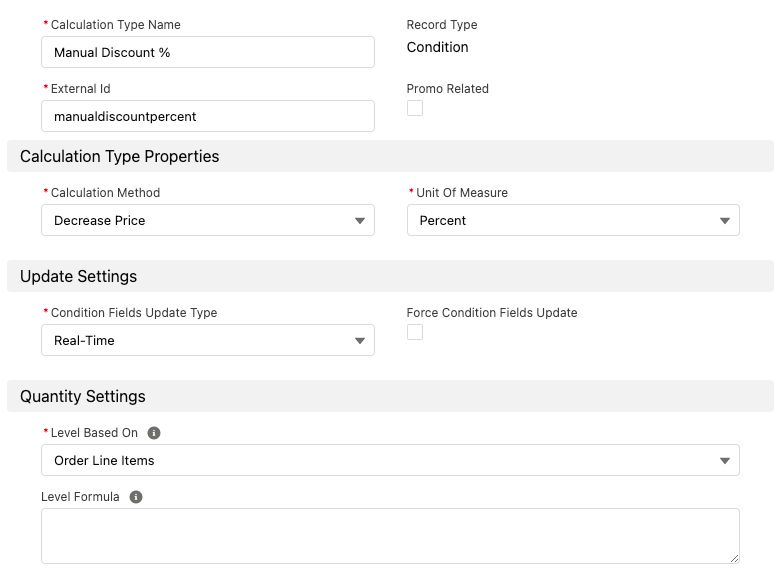 * Calculation Type Name
Record Type
Manual Discount %
Condition
* External Id
Promo Related
manualdiscountpercent
Calculation Type Properties
* Calculation Method
* Unit Of Measure
Decrease Price
Percent
Update Settings
* Condition Fields Update Type
Force Condition Fields Update
Real-Time
Quantity Settings
* Level Based On
Order Line Items
Level Formula